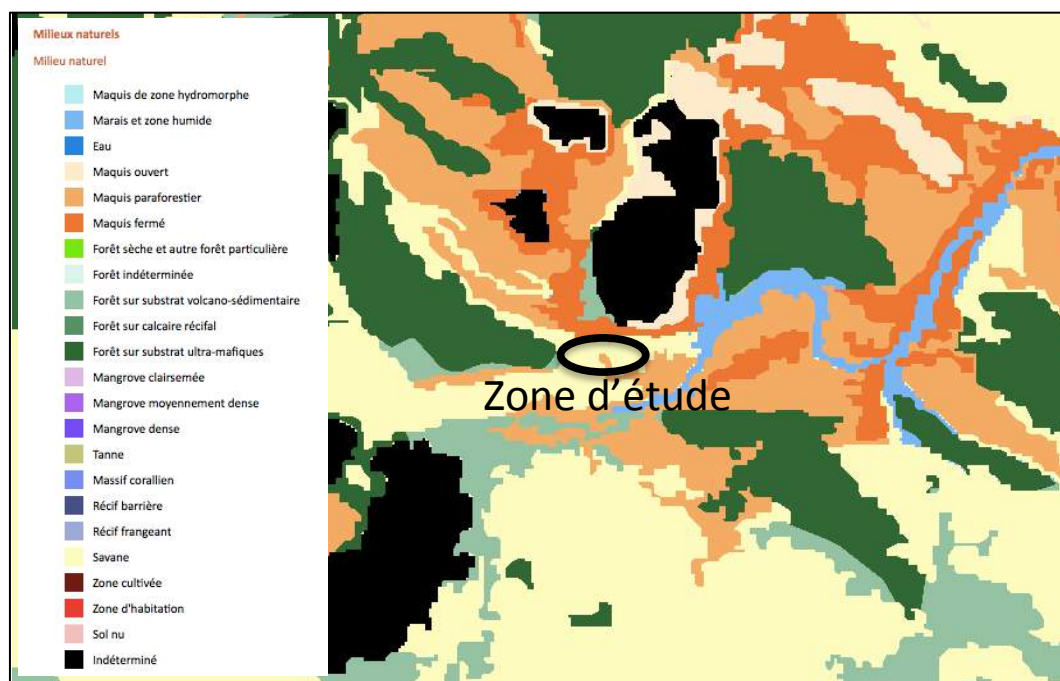 Milieux naturels
Milieu naturel
Maquis de zone hydromorphe
Marais et zone humide
Eau
Maquis ouvert
Maquis paraforestier
Maquis fermé
Forêt sèche et autre forêt particulière
Forêt indéterminée
Forêt sur substrat volcano-sédimentaire
Forêt sur calcaire récifal
Forêt sur substrat ultra-mafiques
Mangrove clairsemée
Mangrove moyennement dense
Mangrove dense
Tanne
Massif corallien
Récif barrière
Récif frangeant
Savane
Zone cultivée
Zone d'habitation
Sol nu
Indéterminé
Zone d’étude